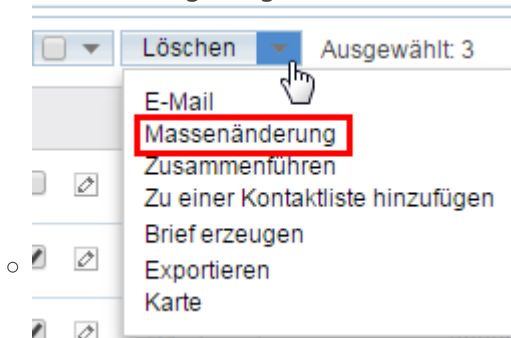 Löschen Ausgewählt: 3
E-Mail
Massenänderung
Zusammenführen
Zu einer Kontaktliste hinzufügen
Brief erzeugen
Exportieren
Karte